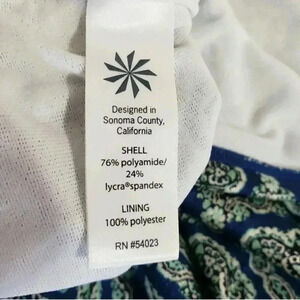 Designed in
Sonoma County,
California
SHELL
76% polyamide/
24%
lycra®spandex
LINING
100% polyester
RN #54023